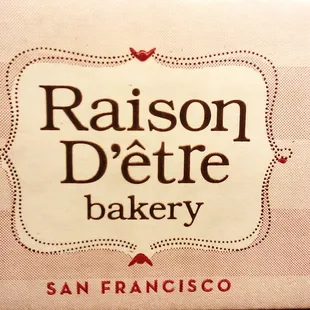 Raison
D'être
bakery
SAN FRANCISCO